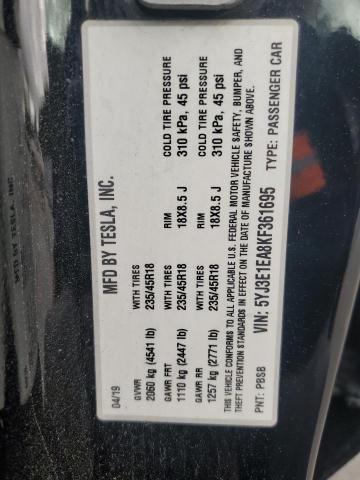 MFD BY TESLA, INC.
04/19
GVWR WITH TIRES RIM COLD TIRE PRESSURE
2060 kg (4541 lb) 235/45R18 18X8.5 J 310 kPa, 45 psi
GAWR FRT WITH TIRES RIM COLD TIRE PRESSURE
1110 kg (2447 lb) 235/45R18 18X8.5 J 310 kPa, 45 psi
GAWR RR WITH TIRES
1257 kg (2771 lb) 235/45R18
THIS VEHICLE CONFORMS TO ALL APPLICABLE U.S. FEDERAL MOTOR VEHICLE SAFETY, BUMPER, AND
THEFT PREVENTION STANDARDS IN EFFECT ON THE DATE OF MANUFACTURE SHOWN ABOVE.
VIN: 5YJ3E1EA8KF361695
PNT: PBSB TYPE: PASSENGER CAR